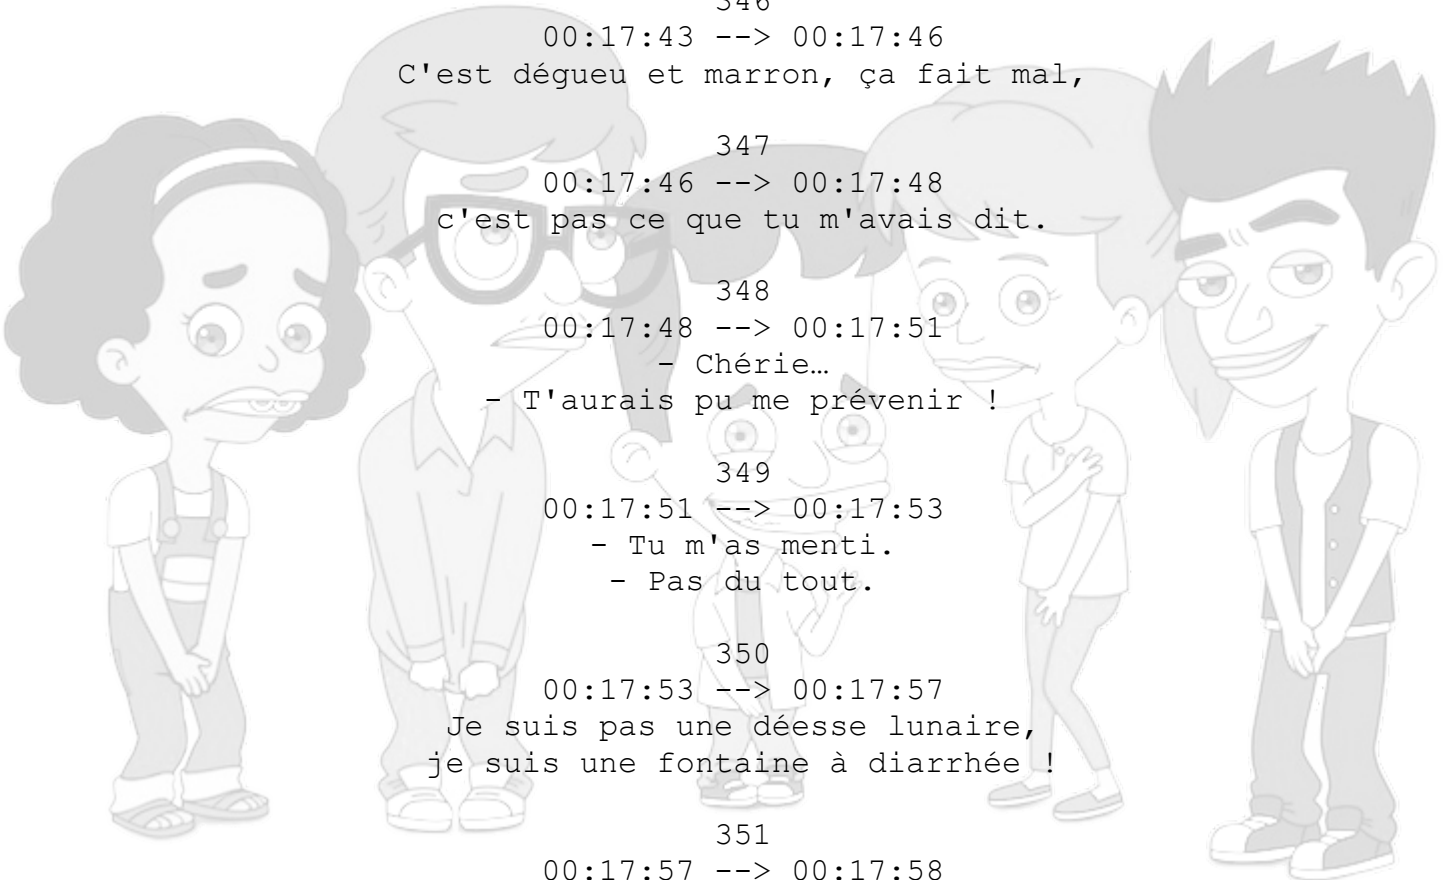 346
00:17:43 --> 00:17:46
C'est dégueu et marron, ça fait mal,
347
00:17:46 --> 00:17:48
c'est pas ce que tu m'avais dit.
348
00:17:48 --> 00:17:51
- Chérie…
- T'aurais pu me prévenir !
349
00:17:51 --> 00:17:53
- Tu m'as menti.
- Pas du tout.
350
00:17:53 --> 00:17:57
Je suis pas une déesse lunaire,
je suis une fontaine à diarrhée !
351
00:17:57 --> 00:17:58